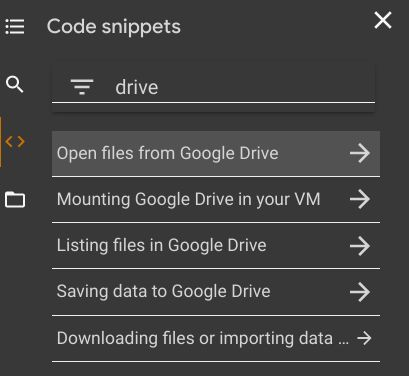 Code snippets
drive
Open files from Google Drive
Mounting Google Drive in your VM
Listing files in Google Drive
Saving data to Google Drive
Downloading files or importing data ...